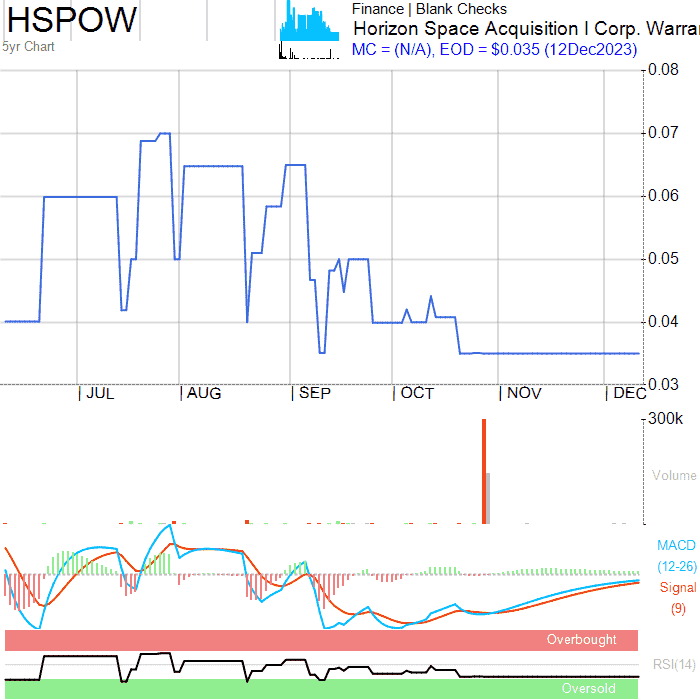 HSPOW
5yr Chart
Finance | Blank Checks
Horizon Space Acquisition I Corp. Warra
MC = (N/A), EOD = $0.035 (12Dec2023)
0.08
0.07
0.06
0.05
0.04
0.03
JUL
AUG
SEP
OCT
NOV
DEC
300k
Volume
MACD
(12-26)
Signal
(9)
Overbought
RSI(14)
Oversold